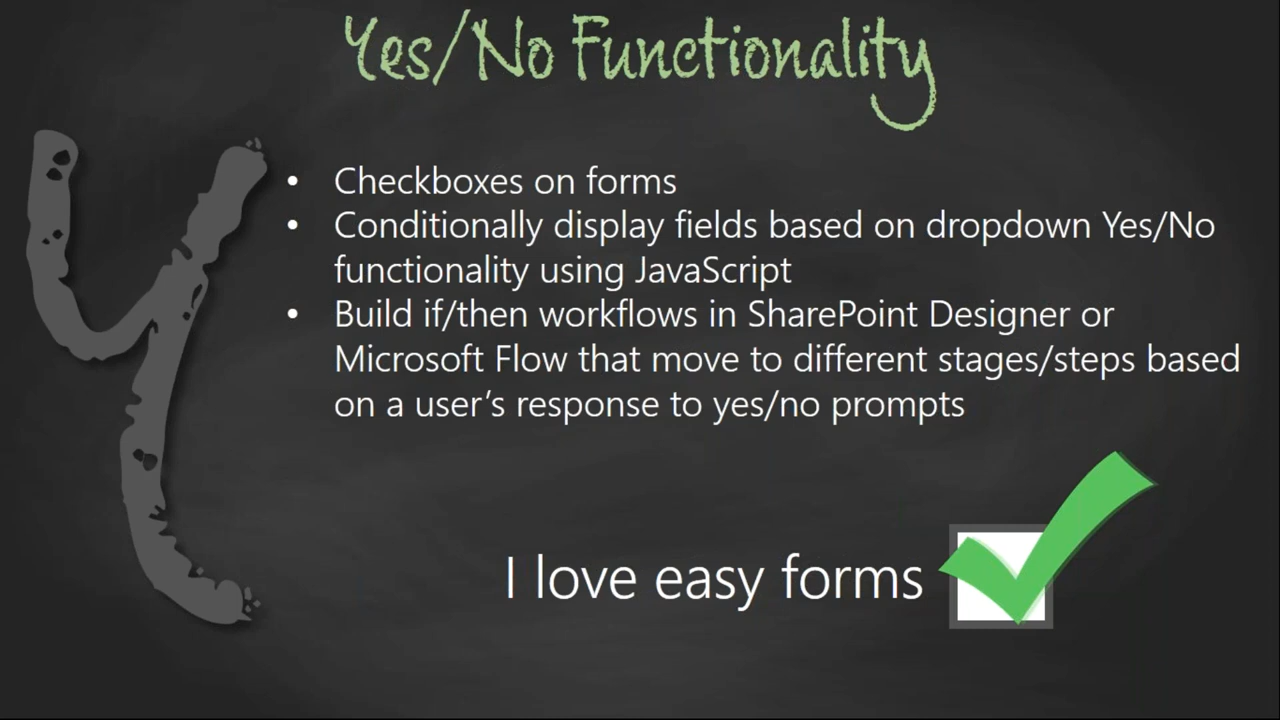 Yes/No Functionality
Y
• Checkboxes on forms
• Conditionally display fields based on dropdown Yes/No
functionality using JavaScript
• Build if/then workflows in SharePoint Designer or
Microsoft Flow that move to different stages/steps based
on a user’s response to yes/no prompts
I love easy forms